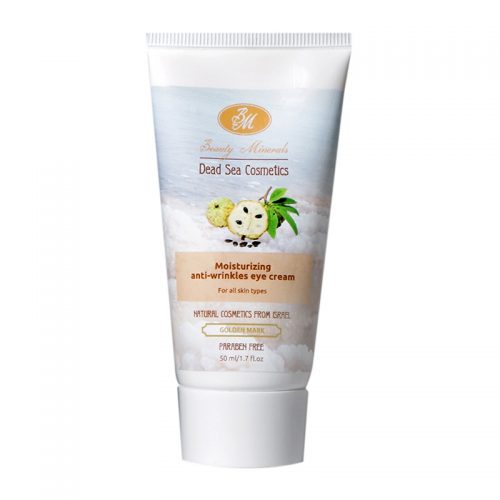 BM
Beauty Minerals
Dead Sea Cosmetics
Moisturizing
anti-wrinkles eye cream
For all skin types
NATURAL COSMETICS FROM ISRAEL
GOLDEN MARK
PARABEN FREE
50 ml/1.7 fl.oz